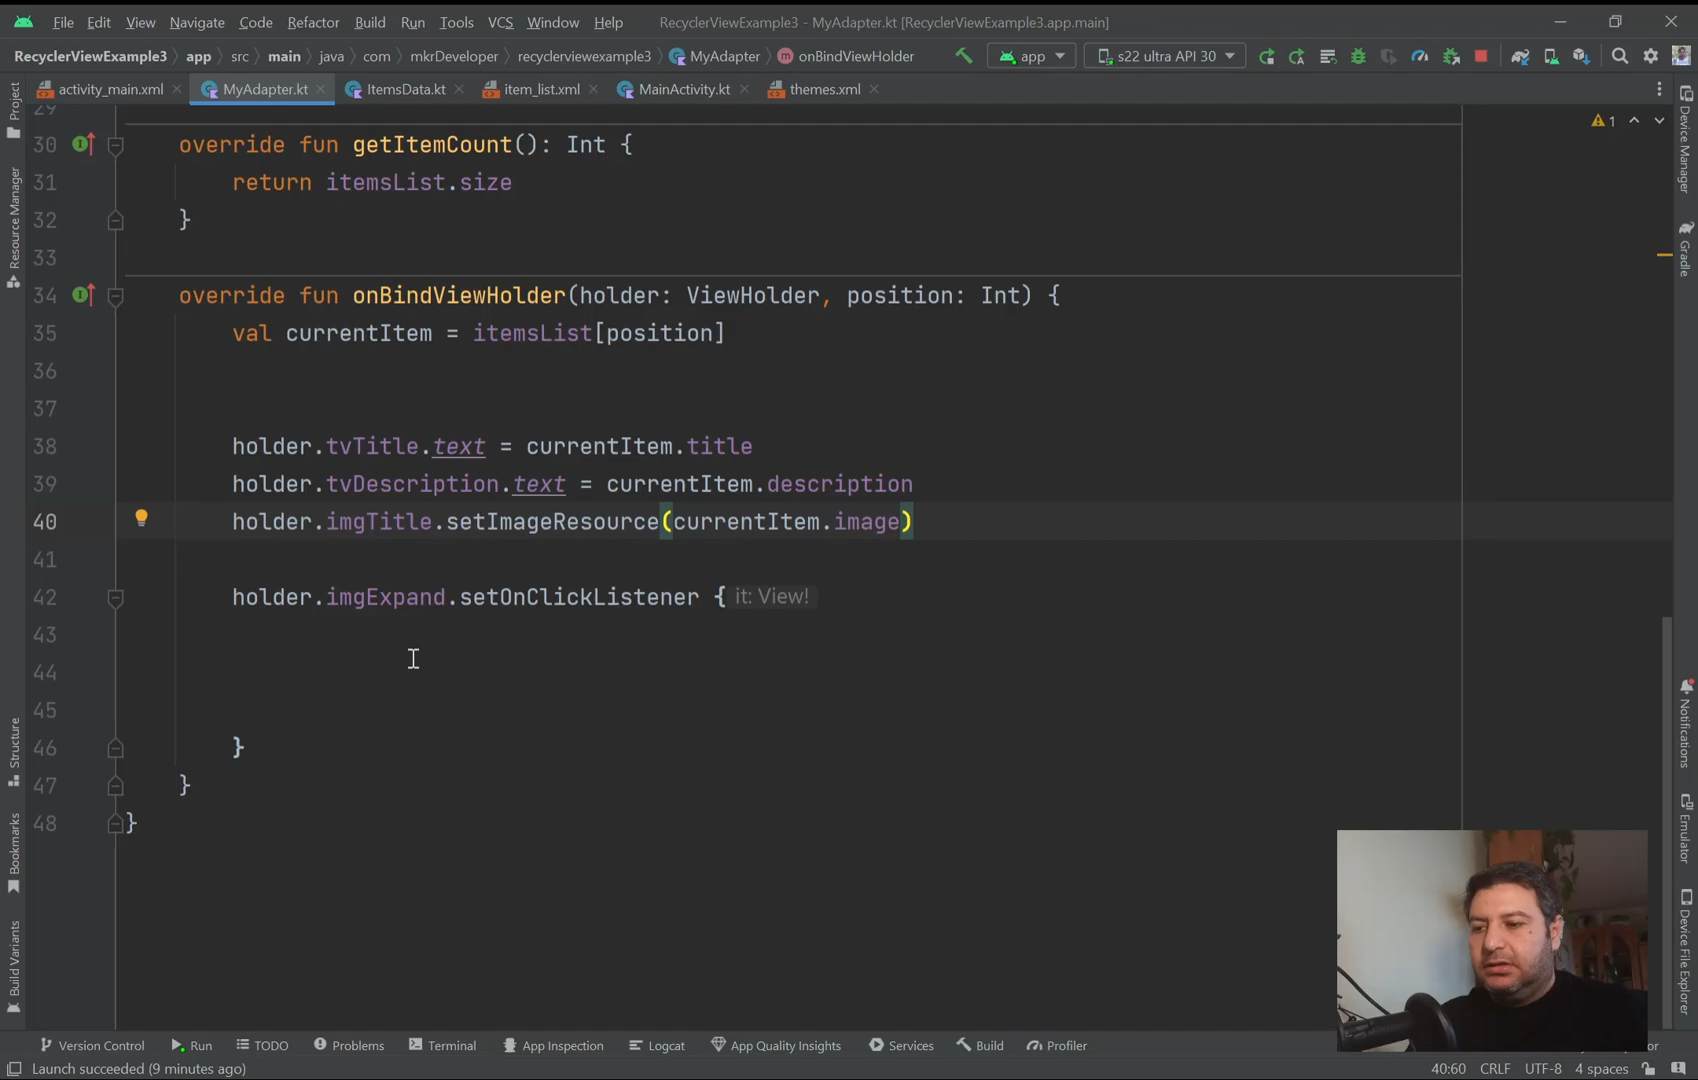 File Edit View Navigate Code Refactor Build Run Tools VCS Window Help RecyclerViewExample3 - MyAdapter.kt [RecyclerViewExample3.app.main]
RecyclerViewExample3 app src main java com mkrDeveloper recyclerviewexample3 MyAdapter onBindViewHolder app s22 ultra API 30
activity_main.xml MyAdapter.kt ItemsData.kt item_list.xml MainActivity.kt themes.xml
29
30 override fun getItemCount(): Int {
31 return itemsList.size
32 }
33
34 override fun onBindViewHolder(holder: ViewHolder, position: Int) {
35 val currentItem = itemsList[position]
36
37
38 holder.tvTitle.text = currentItem.title
39 holder.tvDescription.text = currentItem.description
40 holder.imgTitle.setImageResource(currentItem.image)
41
42 holder.imgExpand.setOnClickListener { it: View!
43
44
45
46 }
47 }
48 }
1
Project
Resource Manager
Structure
Bookmarks
Build Variants
Device Manager
Gradle
Notifications
Emulator
Device File Explorer
Version Control Run TODO Problems Terminal App Inspection Logcat App Quality Insights Services Build Profiler
Launch succeeded (9 minutes ago) 40:60 CRLF UTF-8 4 spaces